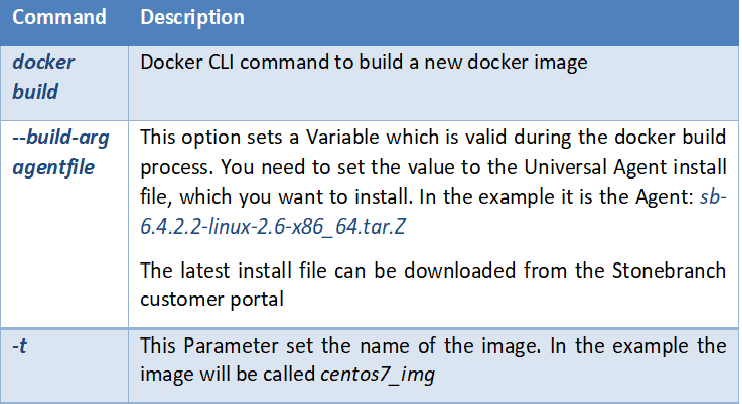 Command Description
docker Docker CLI command to build a new docker image
build
--build-arg This option sets a Variable which is valid during the docker build
agentfile process. You need to set the value to the Universal Agent install
file, which you want to install. In the example it is the Agent: sb-
6.4.2.2-linux-2.6-x86_64.tar.Z
The latest install file can be downloaded from the Stonebranch
customer portal
-t This Parameter set the name of the image. In the example the
image will be called centos7_img